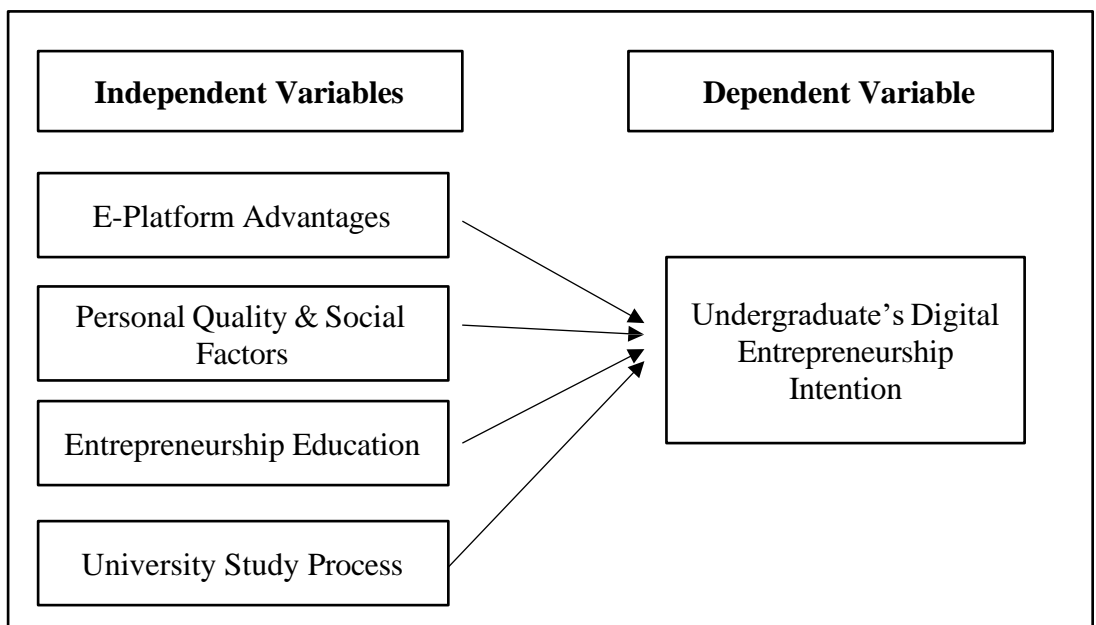 Independent Variables
Dependent Variable
E-Platform Advantages
Personal Quality & Social
Factors
Entrepreneurship Education
University Study Process
Undergraduate’s Digital
Entrepreneurship
Intention